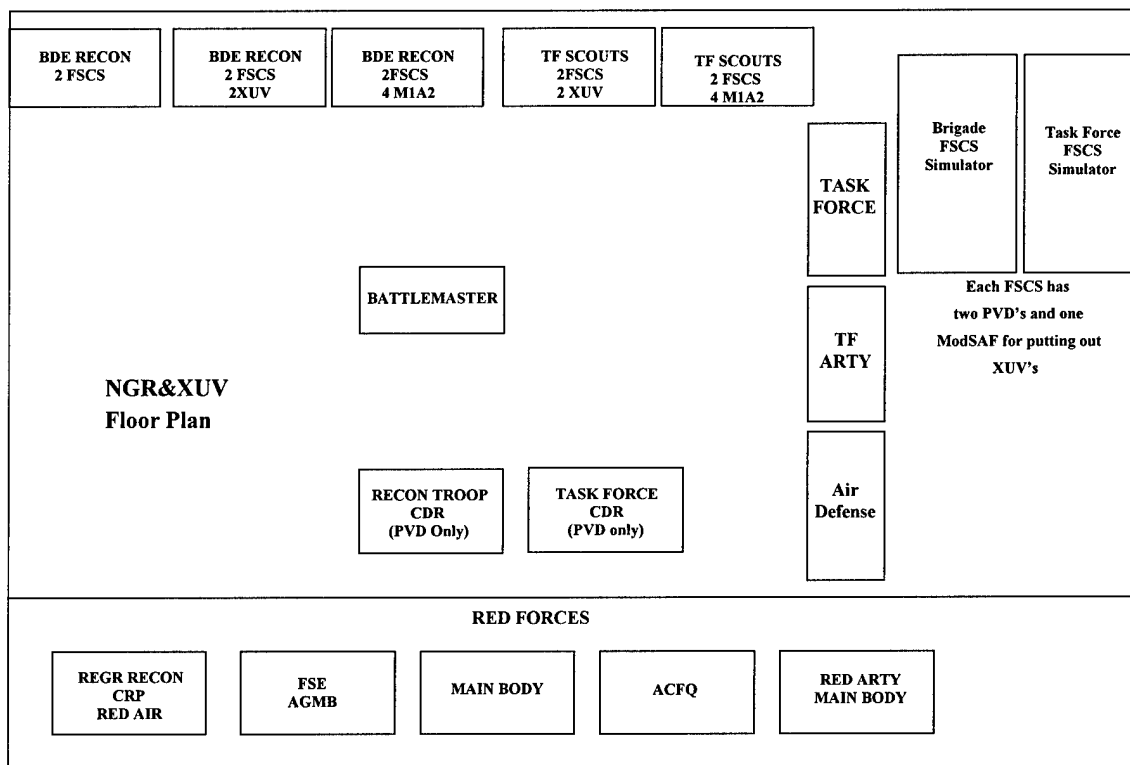 BDE RECON
2 FSCS
BDE RECON
2 FSCS
2XUV
BDE RECON
2FSCS
4 M1A2
TF SCOUTS
2FSCS
2 XUV
TF SCOUTS
2 FSCS
4 M1A2
Brigade
FSCS
Simulator
Task Force
FSCS
Simulator
TASK
FORCE
Each FSCS has
two PVD's and one
ModSAF for putting out
XUV's
BATTLEMASTER
TF
ARTY
NGR&XUV
Floor Plan
RECON TROOP
CDR
(PVD Only)
TASK FORCE
CDR
(PVD only)
Air
Defense
RED FORCES
REGR RECON
CRP
RED AIR
FSE
AGMB
MAIN BODY
ACFQ
RED ARTY
MAIN BODY